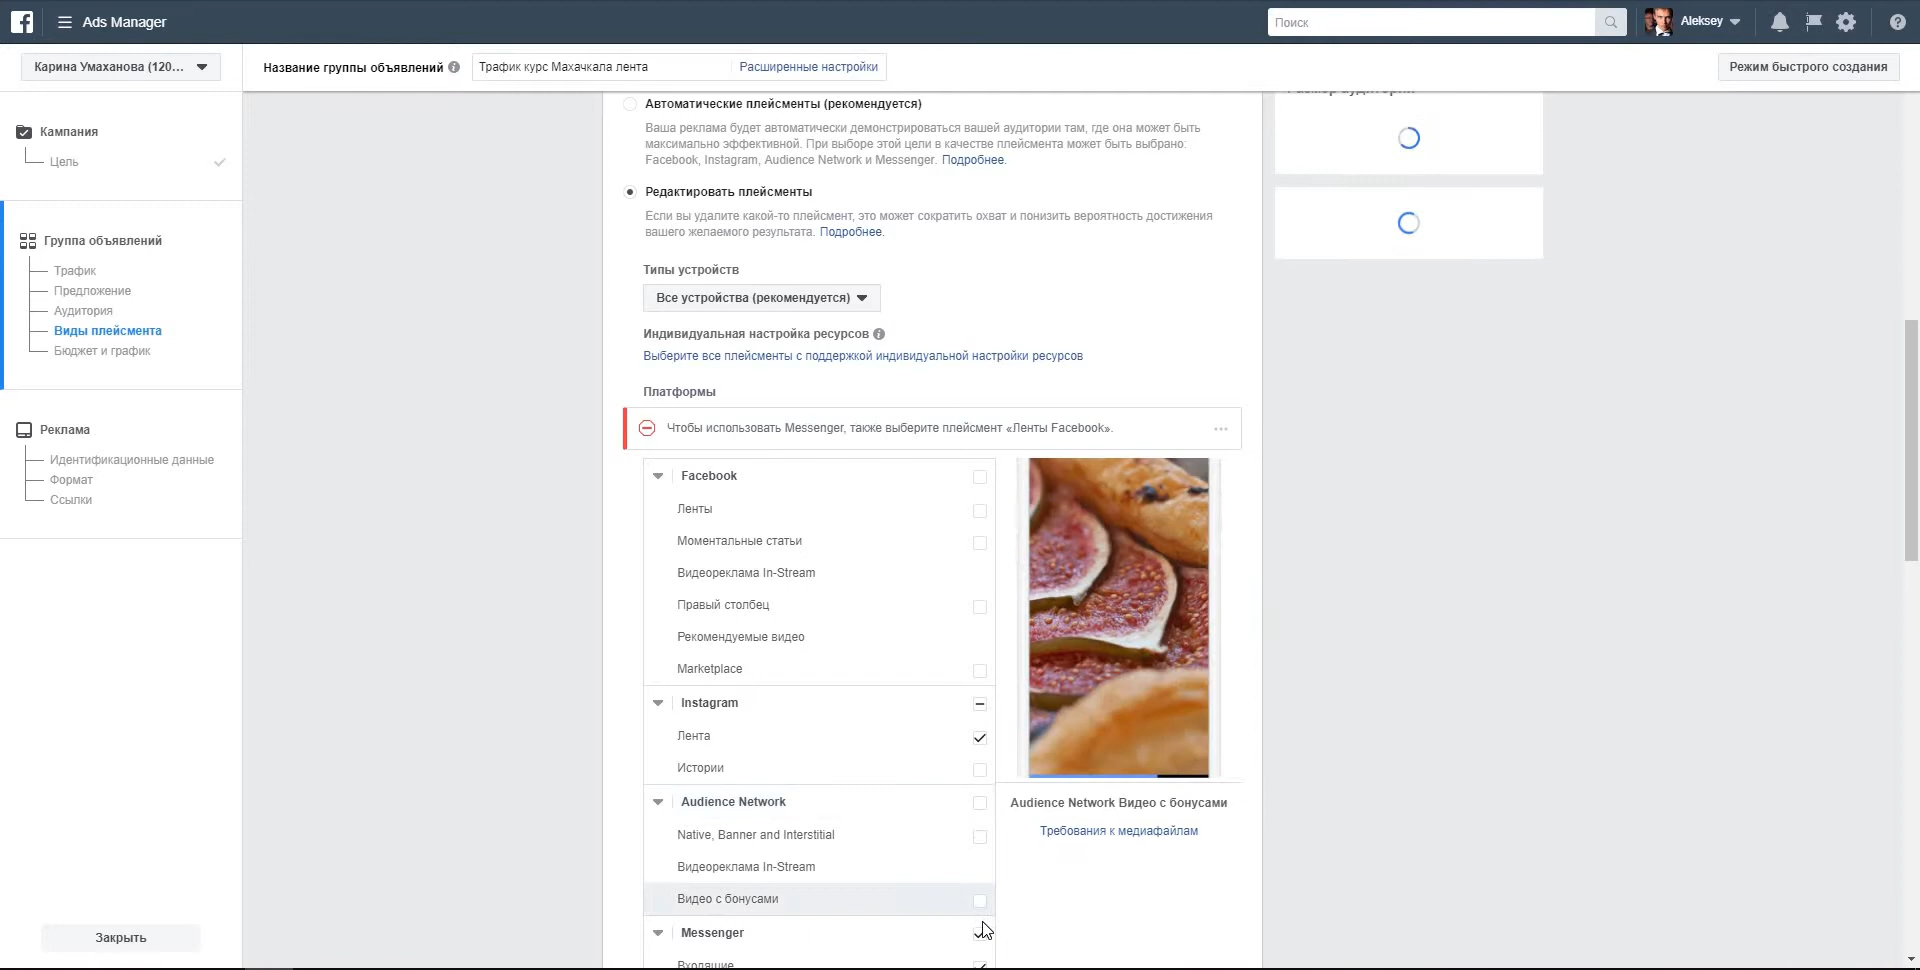 Ads Manager
Поиск
Aleksey
Карина Умаханова (120...
Название группы объявлений
Трафик курс Махачкала лента
Расширенные настройки
Режим быстрого создания
Кампания
Цель
Группа объявлений
Трафик
Предложение
Аудитория
Виды плейсмента
Бюджет и график
Реклама
Идентификационные данные
Формат
Ссылки
Закрыть
Автоматические плейсменты (рекомендуется)
Ваша реклама будет автоматически демонстрироваться вашей аудитории там, где она может быть
максимально эффективной. При выборе этой цели в качестве плейсмента может быть выбрано:
Facebook, Instagram, Audience Network и Messenger. Подробнее.
Редактировать плейсменты
Если вы удалите какой-то плейсмент, это может сократить охват и понизить вероятность достижения
вашего желаемого результата. Подробнее.
Типы устройств
Все устройства (рекомендуется)
Индивидуальная настройка ресурсов
Выберите все плейсменты с поддержкой индивидуальной настройки ресурсов
Платформы
Чтобы использовать Messenger, также выберите плейсмент «Ленты Facebook».
Facebook
Ленты
Моментальные статьи
Видеореклама In-Stream
Правый столбец
Рекомендуемые видео
Marketplace
Instagram
Лента
Истории
Audience Network
Native, Banner and Interstitial
Видеореклама In-Stream
Видео с бонусами
Messenger
Входящие
Audience Network Видео с бонусами
Требования к медиафайлам